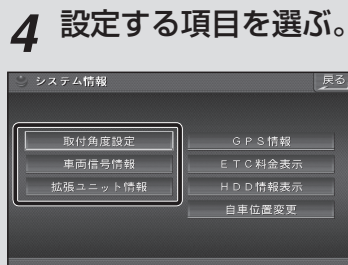 4 設定する項目を選ぶ。
システム情報
戻る
取付角度設定
車両信号情報
拡張ユニット情報
GPS情報
ETC料金表示
HDD情報表示
自車位置変更